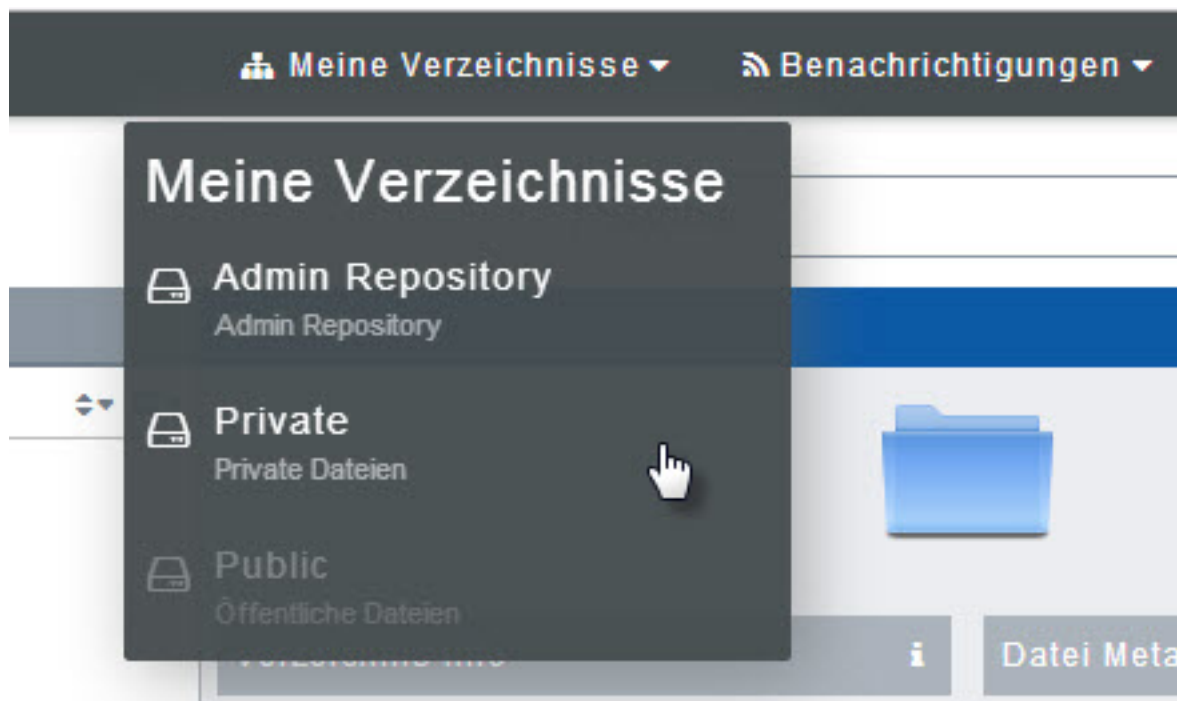 Meine Verzeichnisse
Benachrichtigungen
Meine Verzeichnisse
Admin Repository
Admin Repository
Private
Private Dateien
Public
Öffentliche Dateien
Datei Meta